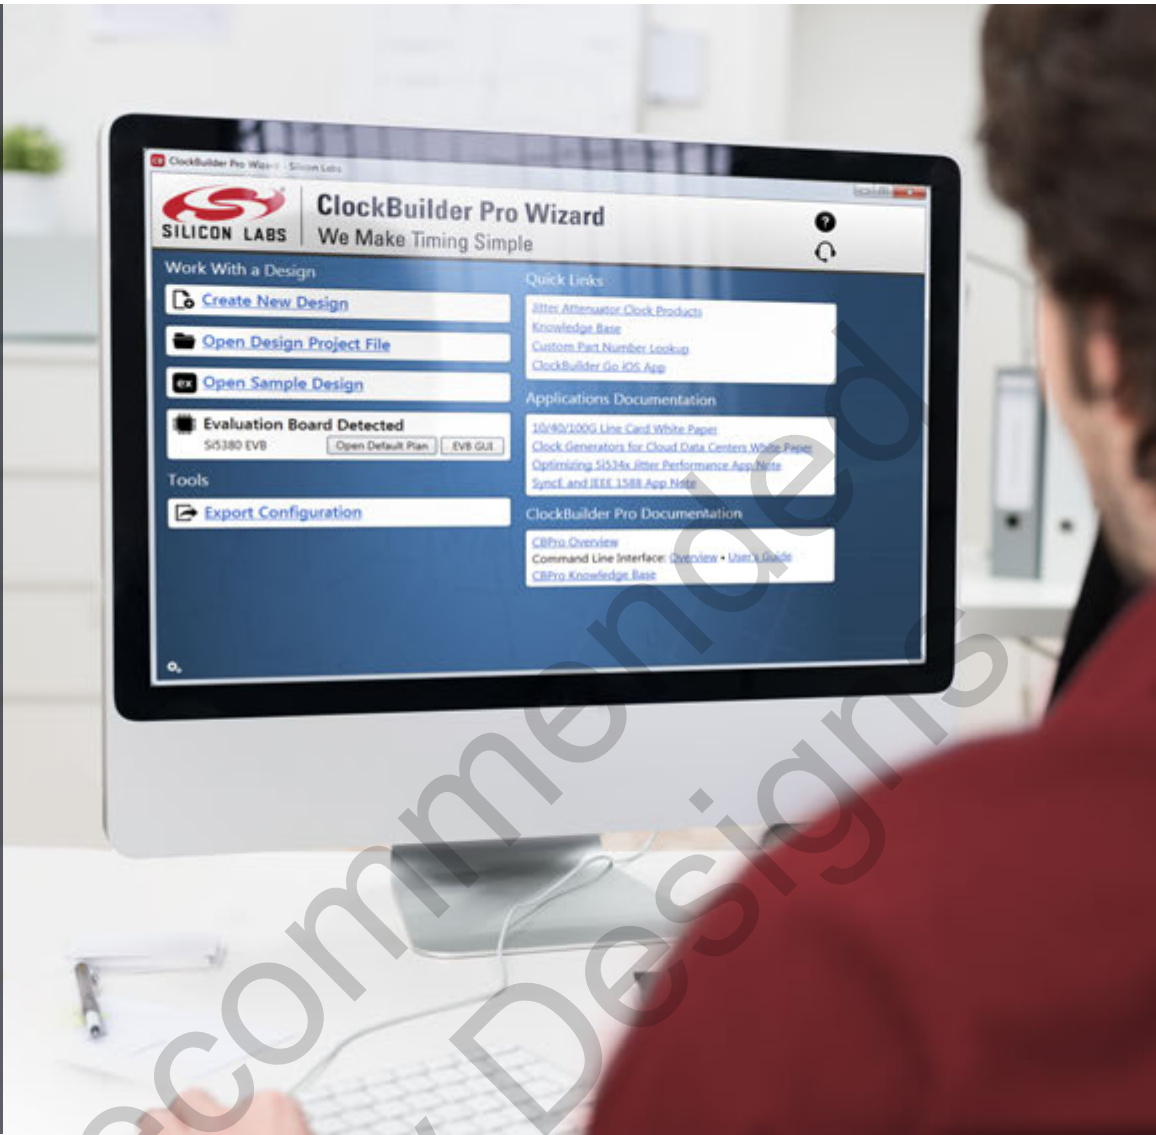 ClockBuilder Pro Wizard - Silicon Labs
SILICON LABS
ClockBuilder Pro Wizard
We Make Timing Simple
Work With a Design
Create New Design
Open Design Project File
ex Open Sample Design
Evaluation Board Detected
Si5380 EVB Open Default Plan EVB GUI
Tools
Export Configuration
Quick Links
Jitter Attenuator Clock Products
Knowledge Base
Custom Part Number Lookup
ClockBuilder Go iOS App
Applications Documentation
10/40/100G Line Card White Paper
Clock Generators for Cloud Data Centers White Paper
Optimizing Si534x Jitter Performance App Note
SyncE and IEEE 1588 App Note
ClockBuilder Pro Documentation
CBPro Overview
Command Line Interface: Overview • User's Guide
CBPro Knowledge Base
ecommended
Designs